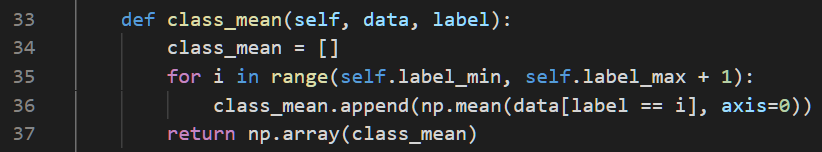 33 def class_mean(self, data, label):
34 class_mean = []
35 for i in range(self.label_min, self.label_max + 1):
36 class_mean.append(np.mean(data[label == i], axis=0))
37 return np.array(class_mean)